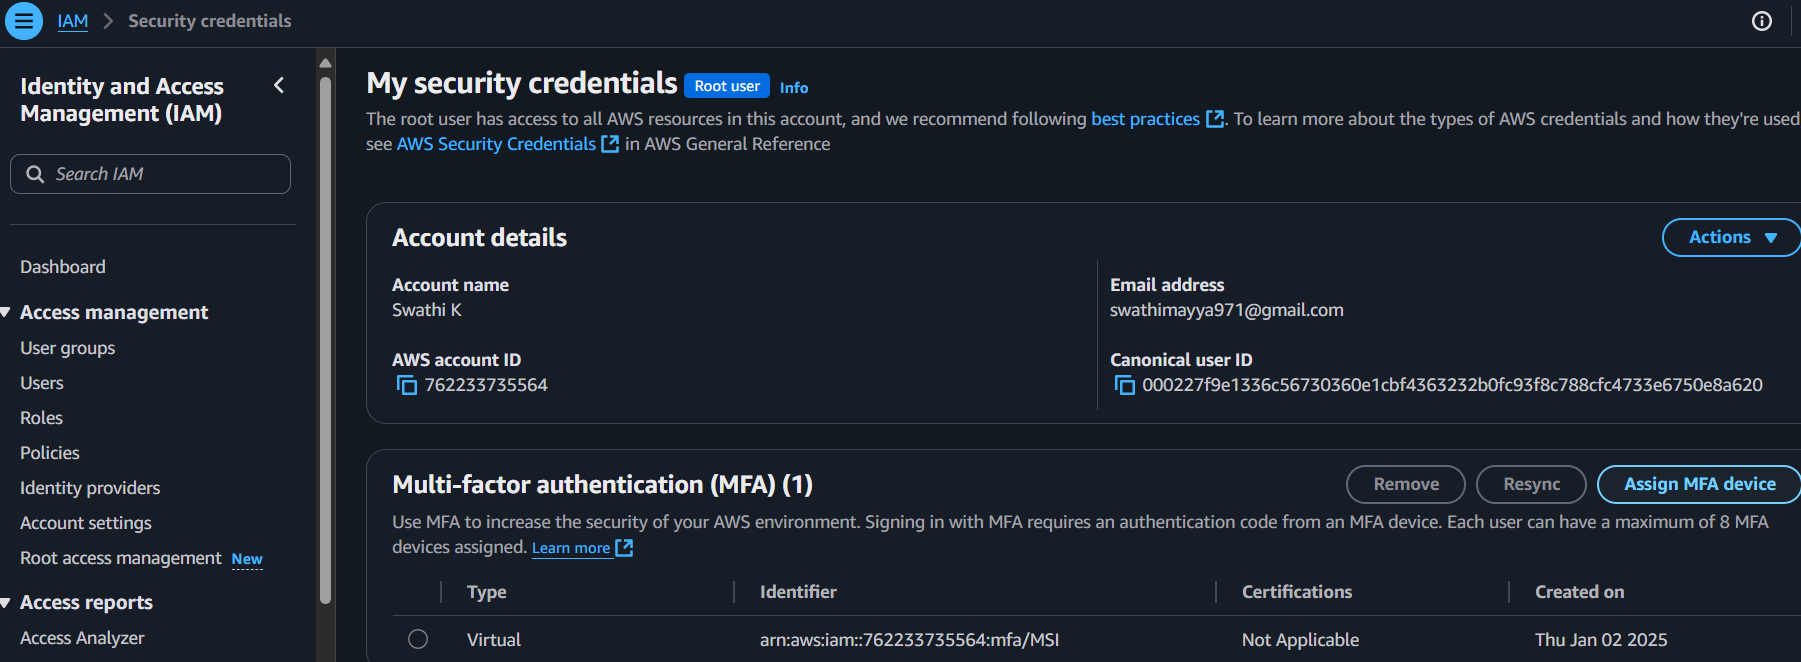 IAM > Security credentials
Identity and Access
Management (IAM)
Search IAM
Dashboard
Access management
User groups
Users
Roles
Policies
Identity providers
Account settings
Root access management New
Access reports
Access Analyzer
My security credentials Root user Info
The root user has access to all AWS resources in this account, and we recommend following best practices. To learn more about the types of AWS credentials and how they're used
see AWS Security Credentials in AWS General Reference
Account details
Actions
Account name
Swathi K
Email address
swathimayya971@gmail.com
AWS account ID
762233735564
Canonical user ID
000227f9e1336c56730360e1cbf4363232b0fc93f8c788cfc4733e6750e8a620
Multi-factor authentication (MFA) (1)
Remove Resync Assign MFA device
Use MFA to increase the security of your AWS environment. Signing in with MFA requires an authentication code from an MFA device. Each user can have a maximum of 8 MFA
devices assigned. Learn more
Type Identifier Certifications Created on
Virtual arn:aws:iam::762233735564:mfa/MSI Not Applicable Thu Jan 02 2025